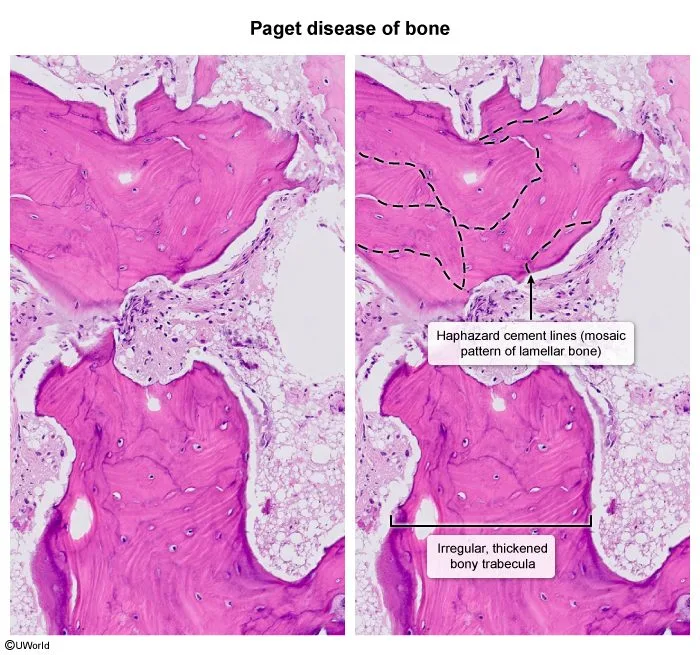 Paget disease of bone
Haphazard cement lines (mosaic
pattern of lamellar bone)
Irregular, thickened
bony trabecula
©UWorld